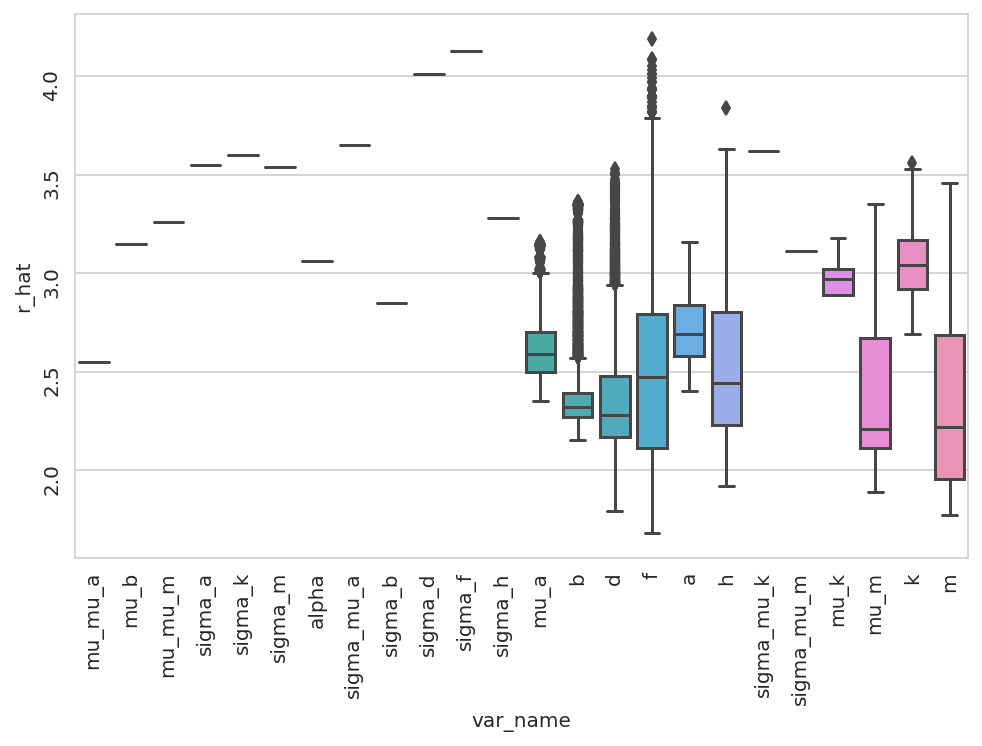 r_hat
4.0
3.5
3.0
2.5
2.0
mu_mu_a
mu_b
mu_mu_m
sigma_a
sigma_k
sigma_m
alpha
sigma_mu_a
sigma_b
sigma_d
sigma_f
sigma_h
mu_a
b
d
f
a
h
sigma_mu_k
sigma_mu_m
mu_k
mu_m
k
m
var_name